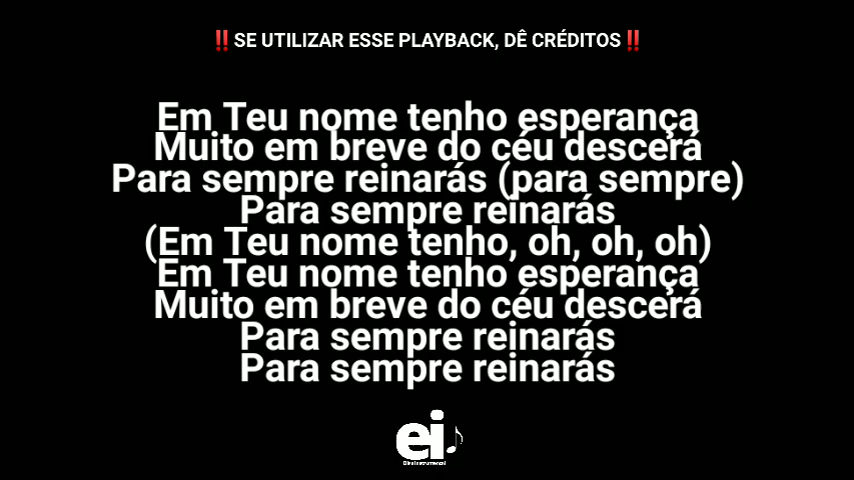 ‼️SE UTILIZAR ESSE PLAYBACK, DÊ CRÉDITOS‼️
Em Teu nome tenho esperança
Muito em breve do céu descerá
Para sempre reinarás (para sempre)
Para sempre reinarás
(Em Teu nome tenho, oh, oh, oh)
Em Teu nome tenho esperança
Muito em breve do céu descerá
Para sempre reinarás
Para sempre reinarás
ei